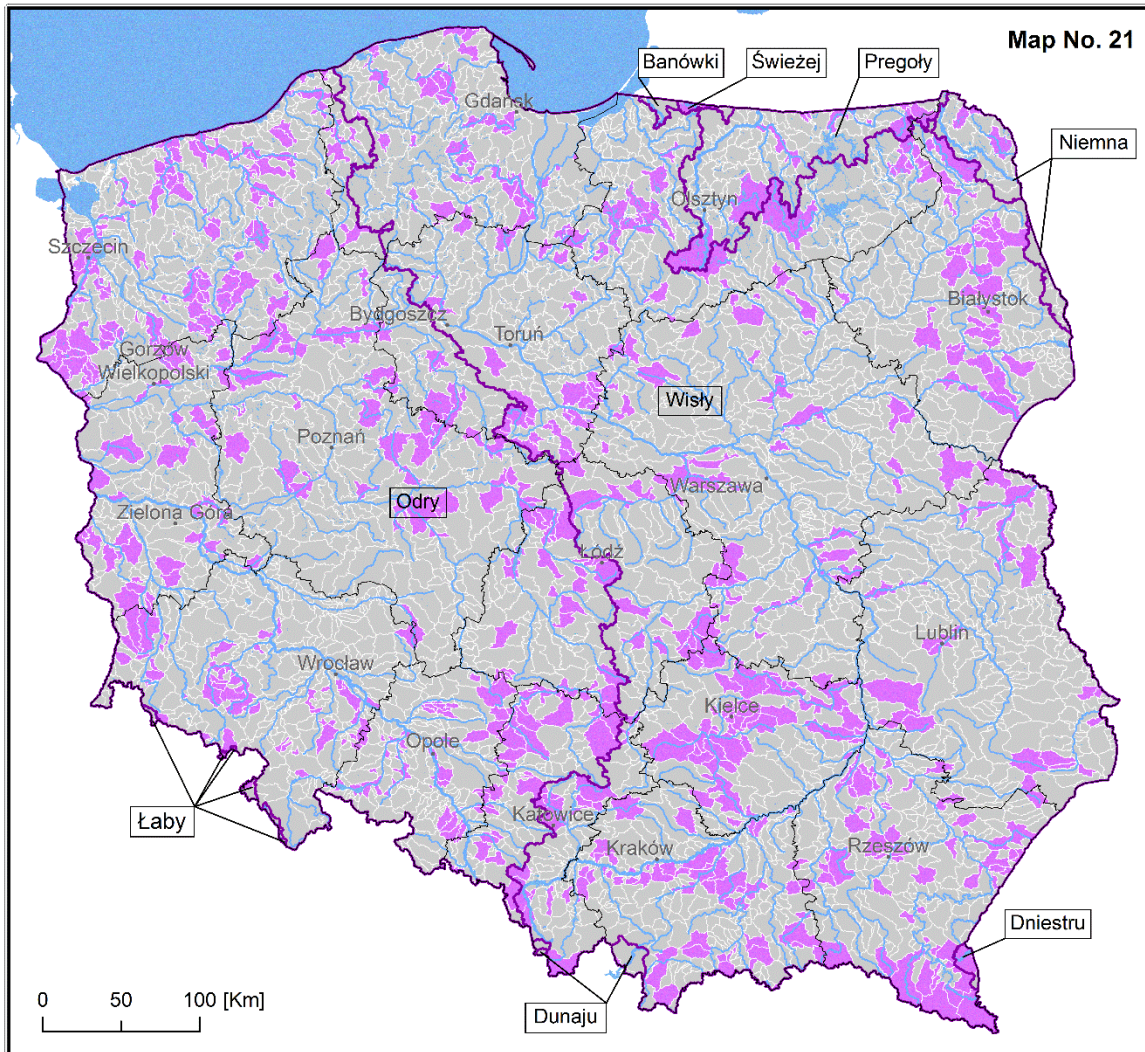 Map No. 21
Banówki
Świeżej
Pregoły
Gdańsk
Niemna
Olsztyn
Szczecin
Białystok
Bydgoszcz
Toruń
Gorzów
Wielkopolski
Wisły
Poznań
Warszawa
Odry
Zielona Góra
Łódź
Lublin
Wrocław
Kielce
Opole
Łaby
Katowice
Kraków
Rzeszów
Dniestru
0 50 100 [Km]
Dunaju